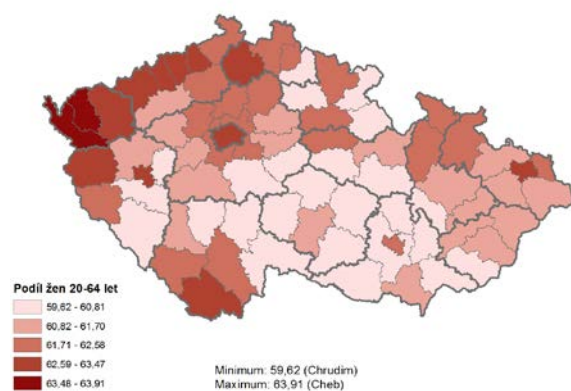 Podíl žen 20-64 let
59,62 - 60,81
60,82 - 61,70
61,71 - 62,58
62,59 - 63,47
63,48 - 63,91
Minimum: 59,62 (Chrudim)
Maximum: 63,91 (Cheb)